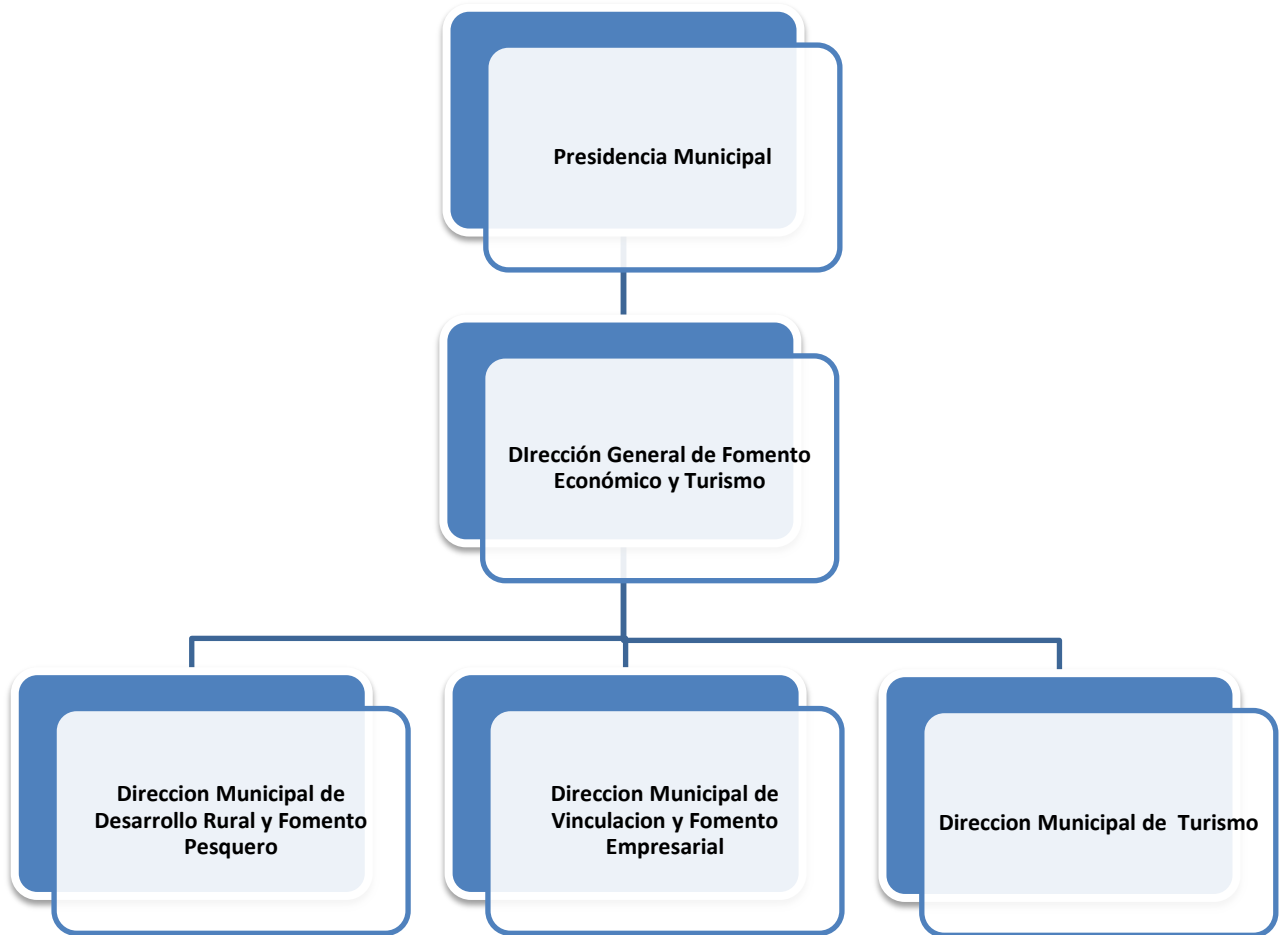 Presidencia Municipal
DIrección General de Fomento
Económico y Turismo
Direccion Municipal de
Desarrollo Rural y Fomento
Pesquero
Direccion Municipal de
Vinculacion y Fomento
Empresarial
Direccion Municipal de  Turismo